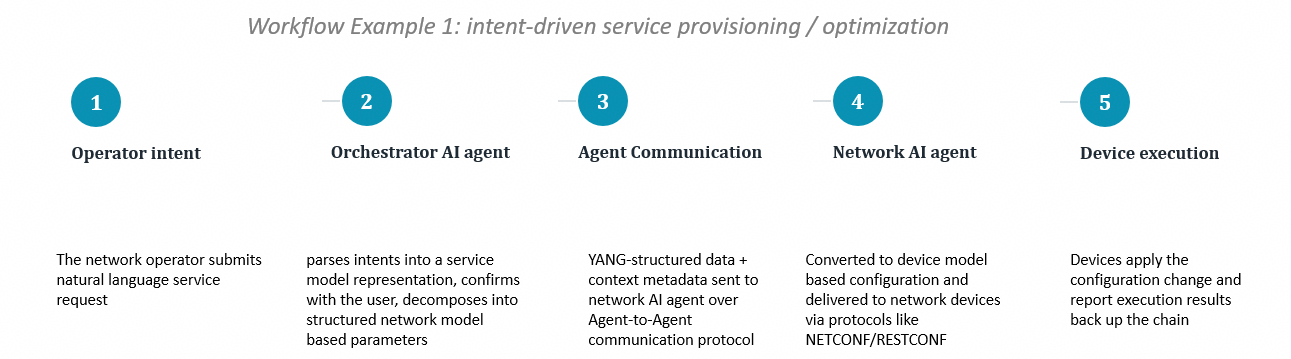 Workflow Example 1: intent-driven service provisioning / optimization
1
Operator intent
The network operator submits
natural language service
request
2
Orchestrator AI agent
parses intents into a service
model representation, confirms
with the user, decomposes into
structured network model
based parameters
3
Agent Communication
YANG-structured data +
context metadata sent to
network AI agent over
Agent-to-Agent
communication protocol
4
Network AI agent
Converted to device model
based configuration and
delivered to network devices
via protocols like
NETCONF/RESTCONF
5
Device execution
Devices apply the
configuration change and
report execution results
back up the chain